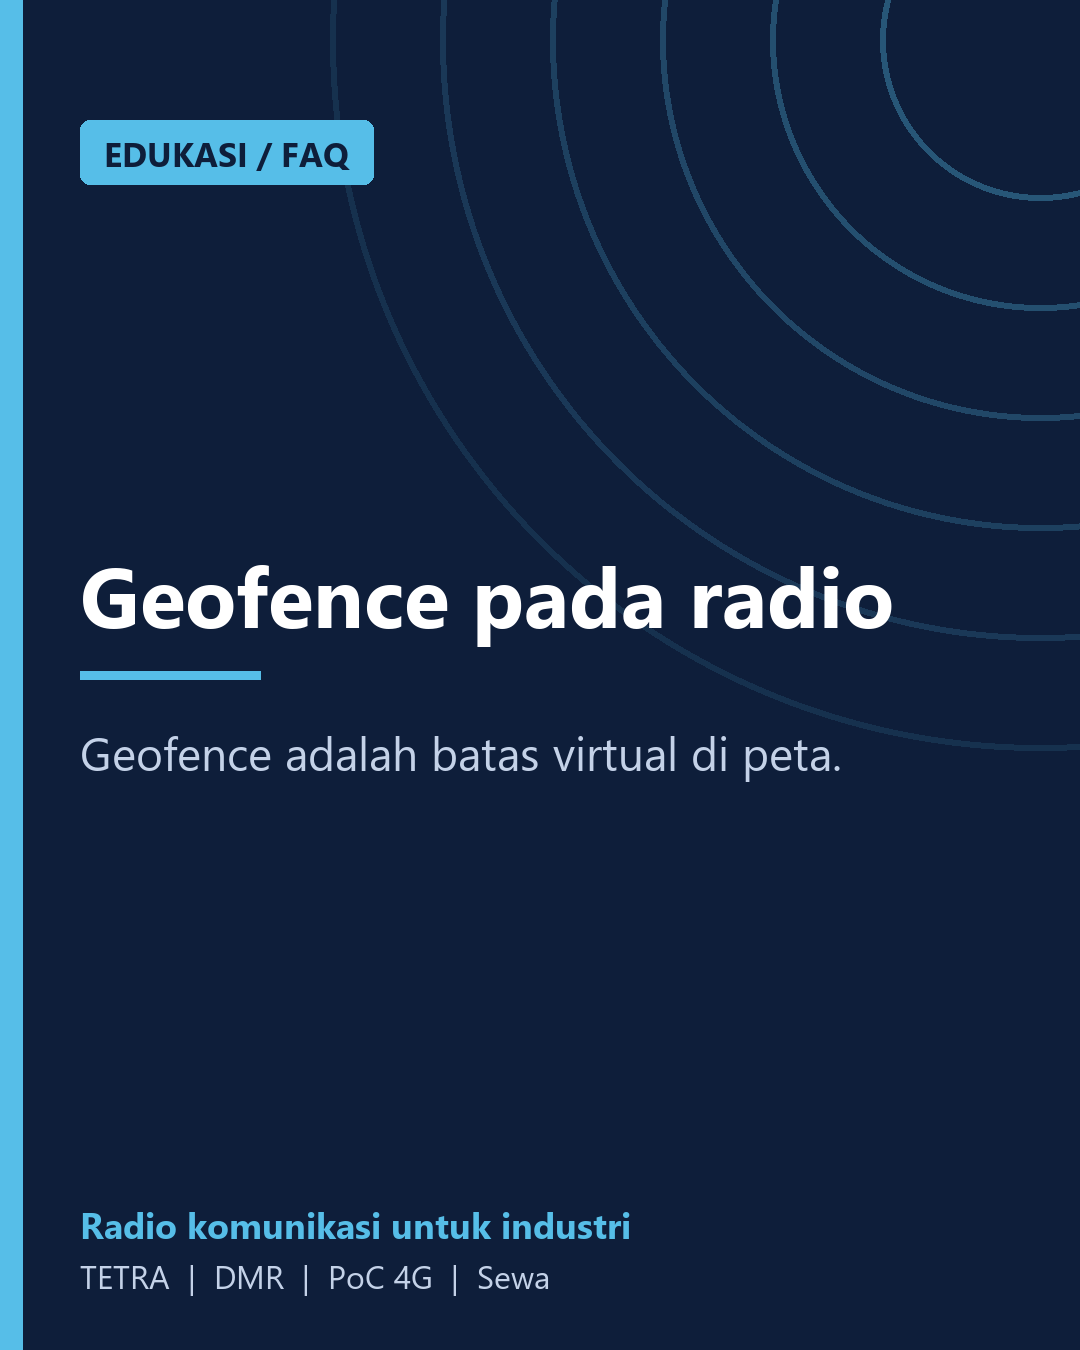 EDUKASI / FAQ
Geofence pada radio
Geofence adalah batas virtual di peta.
Radio komunikasi untuk industri
TETRA | DMR | PoC 4G | Sewa